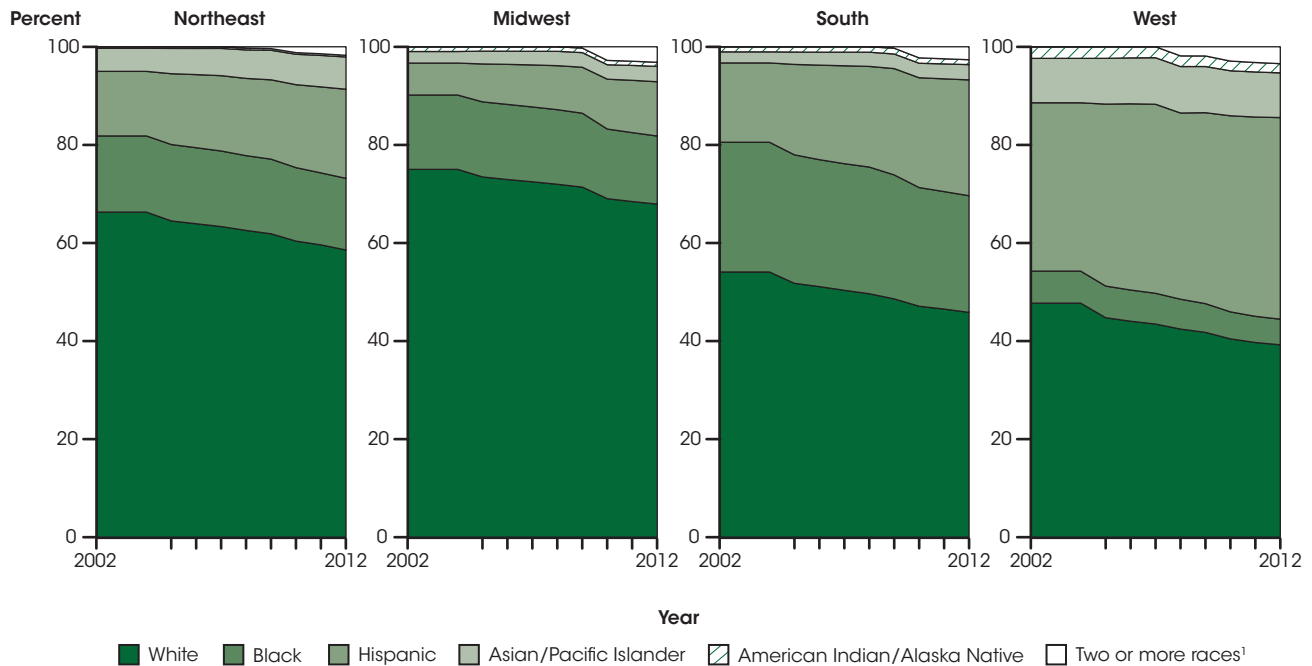 Percent Northeast Midwest South West
100 100 100 100
80 80 80 80
60 60 60 60
40 40 40 40
20 20 20 20
0 0 0 0
2002 2012 2002 2012 2002 2012 2002 2012
Year
White Black Hispanic Asian/Pacific Islander American Indian/Alaska Native Two or more races¹